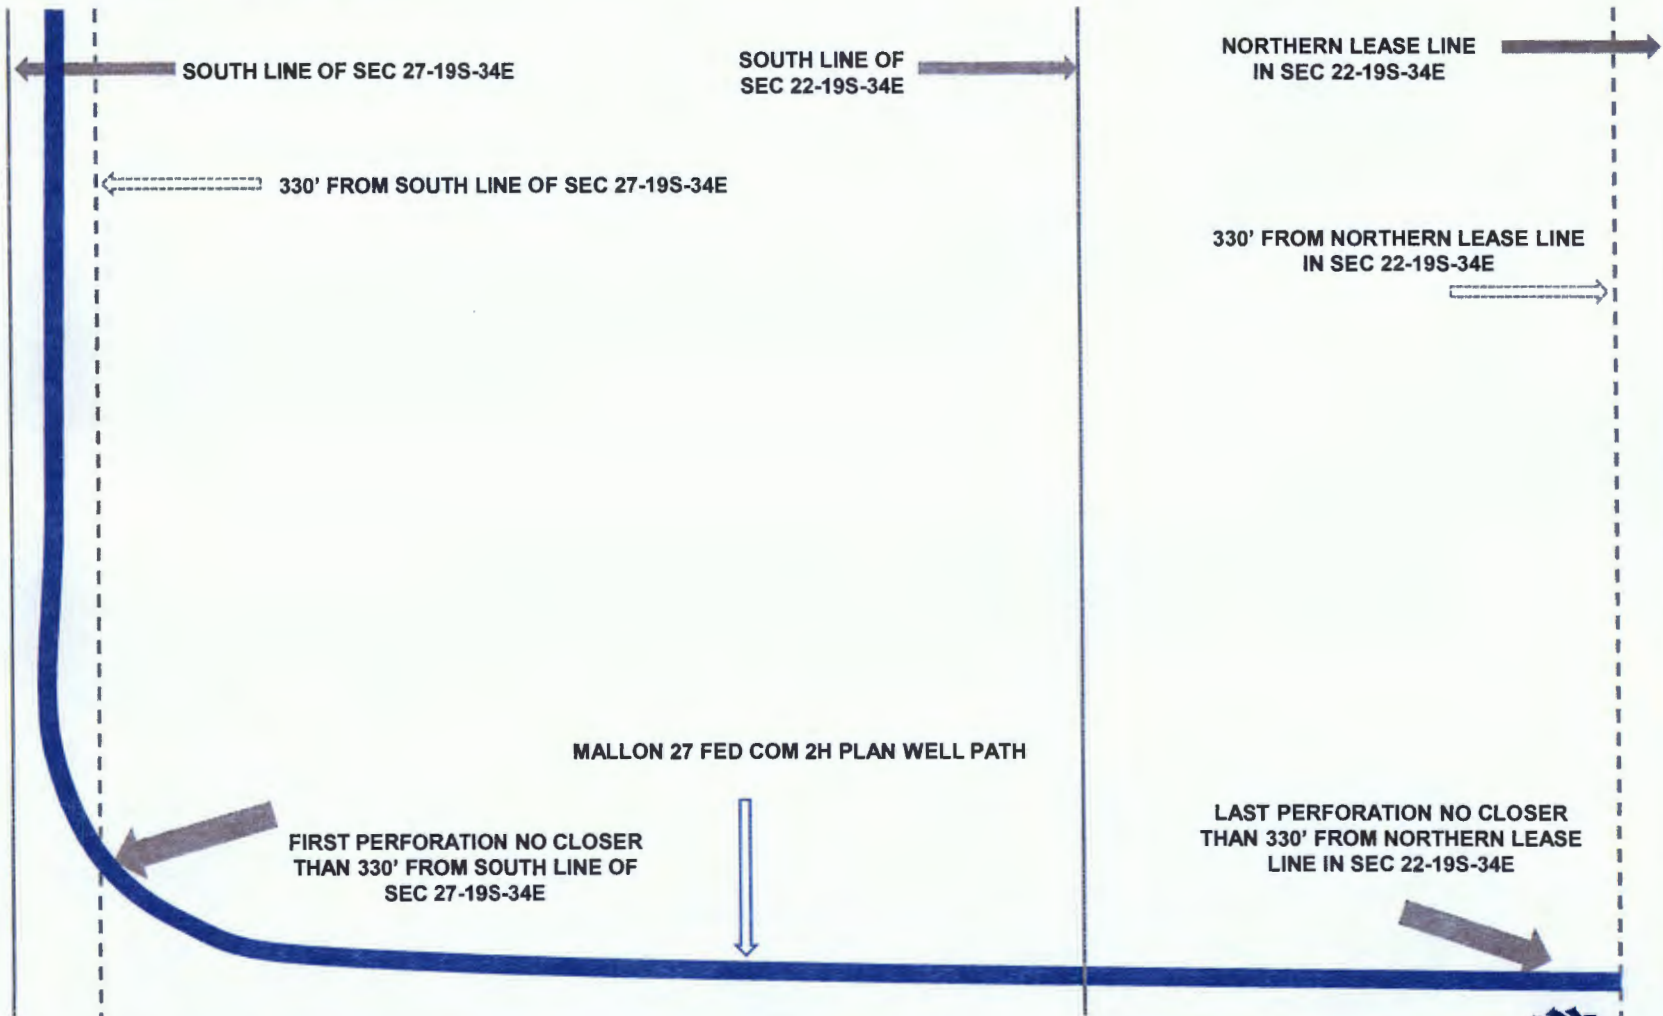 SOUTH LINE OF SEC 27-19S-34E
SOUTH LINE OF
SEC 22-19S-34E
NORTHERN LEASE LINE
IN SEC 22-19S-34E
330' FROM SOUTH LINE OF SEC 27-19S-34E
330' FROM NORTHERN LEASE LINE
IN SEC 22-19S-34E
MALLON 27 FED COM 2H PLAN WELL PATH
FIRST PERFORATION NO CLOSER
THAN 330' FROM SOUTH LINE OF
SEC 27-19S-34E
LAST PERFORATION NO CLOSER
THAN 330' FROM NORTHERN LEASE
LINE IN SEC 22-19S-34E